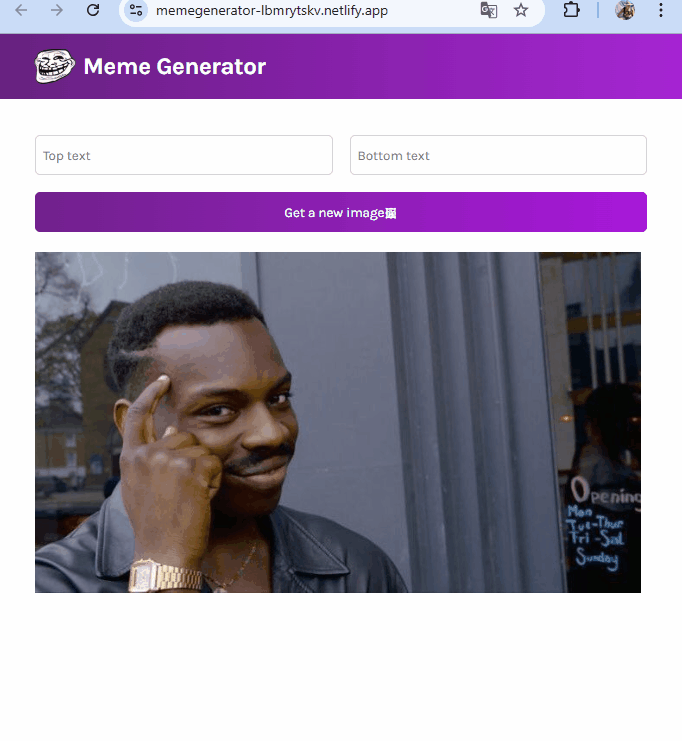 memegenerator-lbmrytskv.netlify.app
Meme Generator
Top text
Bottom text
Get a new image🖼
Opening
Mon
Tue-Thur
Fri -Sat
Sunday